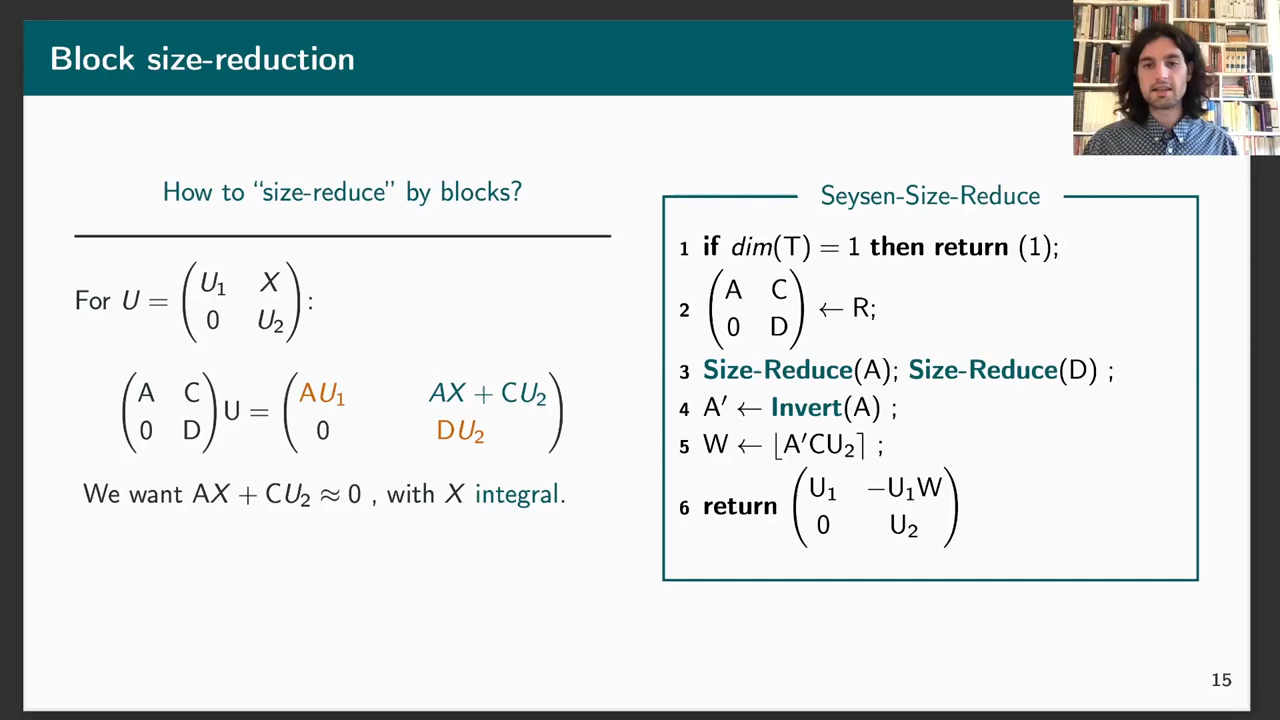 Block size-reduction
How to “size-reduce” by blocks?
For U = ( U₁ X
0 U₂ ) :
( A C
0 D ) U = ( AU₁ AX + CU₂
0 DU₂ )
We want AX + CU₂ ≈ 0 , with X integral.
Seysen-Size-Reduce
1 if dim(T) = 1 then return (1);
2 ( A C
0 D ) ← R;
3 Size-Reduce(A); Size-Reduce(D) ;
4 A′ ← Invert(A) ;
5 W ← ⌊A′CU₂⌉ ;
6 return ( U₁ −U₁W
0 U₂ )
15